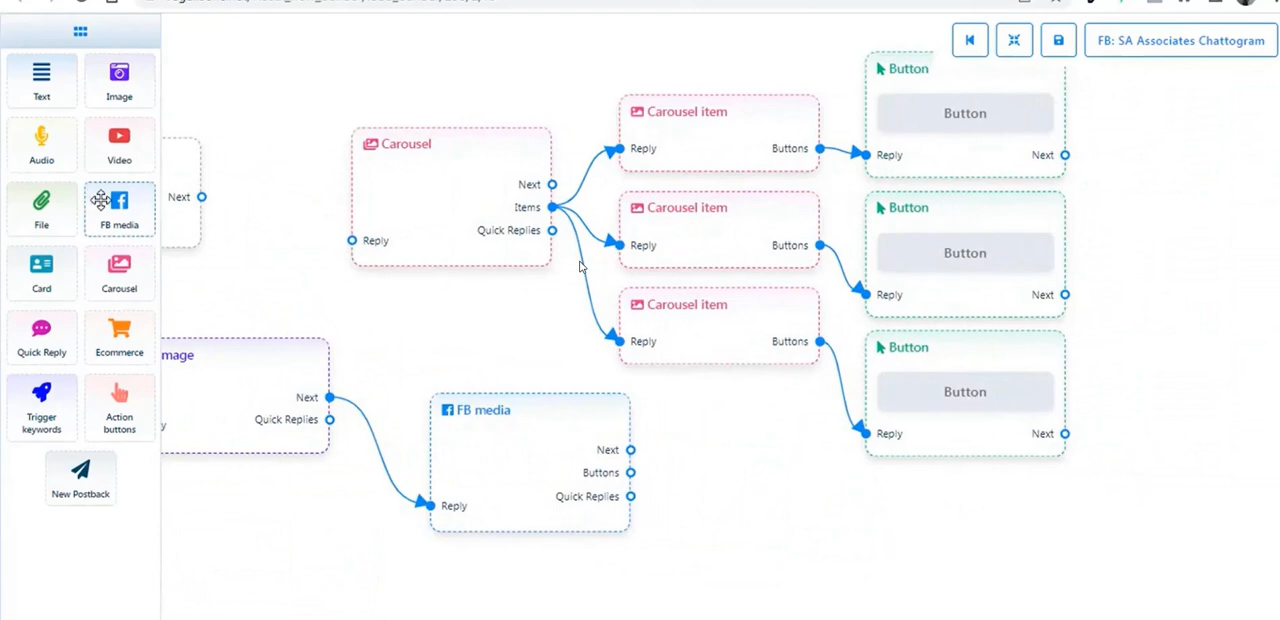 FB: SA Associates Chattogram
Text
Image
Audio
Video
File
FB media
Card
Carousel
Quick Reply
Ecommerce
Trigger
keywords
Action
buttons
New Postback
Next
Carousel
Next
Items
Quick Replies
Reply
Carousel item
Reply
Buttons
Carousel item
Reply
Buttons
Carousel item
Reply
Buttons
Button
Button
Reply
Next
Button
Button
Reply
Next
Button
Button
Reply
Next
mage
Next
Quick Replies
y
FB media
Next
Buttons
Quick Replies
Reply